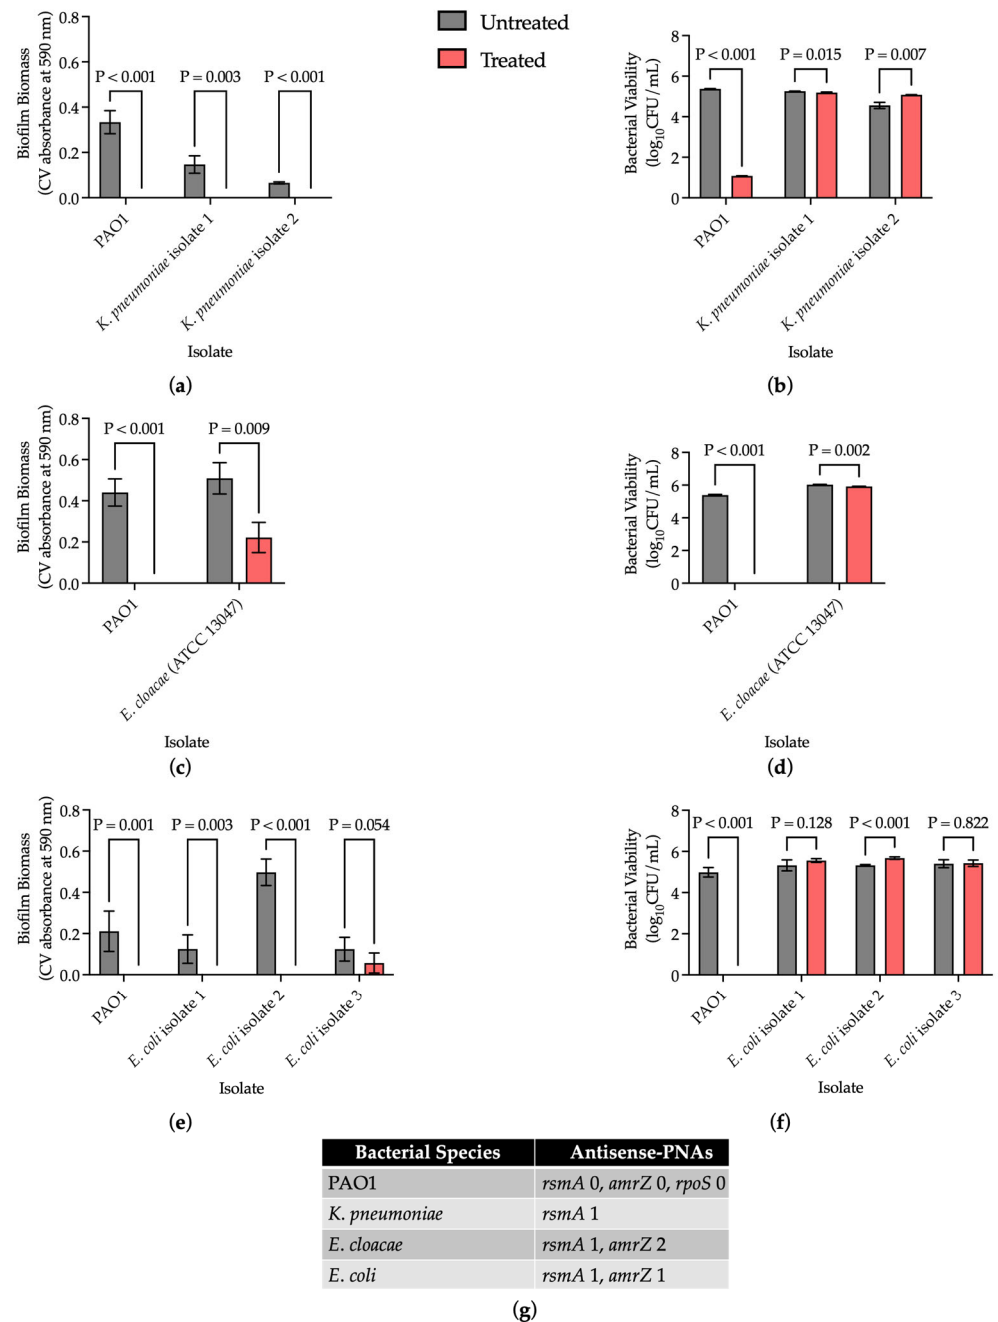 Untreated
Treated
Biofilm Biomass
(CV absorbance at 590 nm)
0.8
0.6
0.4
0.2
0.0
P < 0.001
P = 0.003
P < 0.001
PAO1
K. pneumoniae isolate 1
K. pneumoniae isolate 2
Isolate
(a)
Bacterial Viability
(log10CFU/mL)
8
6
4
2
0
P < 0.001
P = 0.015
P = 0.007
PAO1
K. pneumoniae isolate 1
K. pneumoniae isolate 2
Isolate
(b)
Biofilm Biomass
(CV absorbance at 590 nm)
0.8
0.6
0.4
0.2
0.0
P < 0.001
P = 0.009
PAO1
E. cloacae (ATCC 13047)
Isolate
(c)
Bacterial Viability
(log10CFU/mL)
8
6
4
2
0
P < 0.001
P = 0.002
PAO1
E. cloacae (ATCC 13047)
Isolate
(d)
Biofilm Biomass
(CV absorbance at 590 nm)
0.8
0.6
0.4
0.2
0.0
P = 0.001
P = 0.003
P < 0.001
P = 0.054
PAO1
E. coli isolate 1
E. coli isolate 2
E. coli isolate 3
Isolate
(e)
Bacterial Viability
(log10CFU/mL)
8
6
4
2
0
P < 0.001
P = 0.128
P < 0.001
P = 0.822
PAO1
E. coli isolate 1
E. coli isolate 2
E. coli isolate 3
Isolate
(f)
Bacterial Species Antisense-PNAs
PAO1 rsmA 0, amrZ 0, rpoS 0
K. pneumoniae rsmA 1
E. cloacae rsmA 1, amrZ 2
E. coli rsmA 1, amrZ 1
(g)